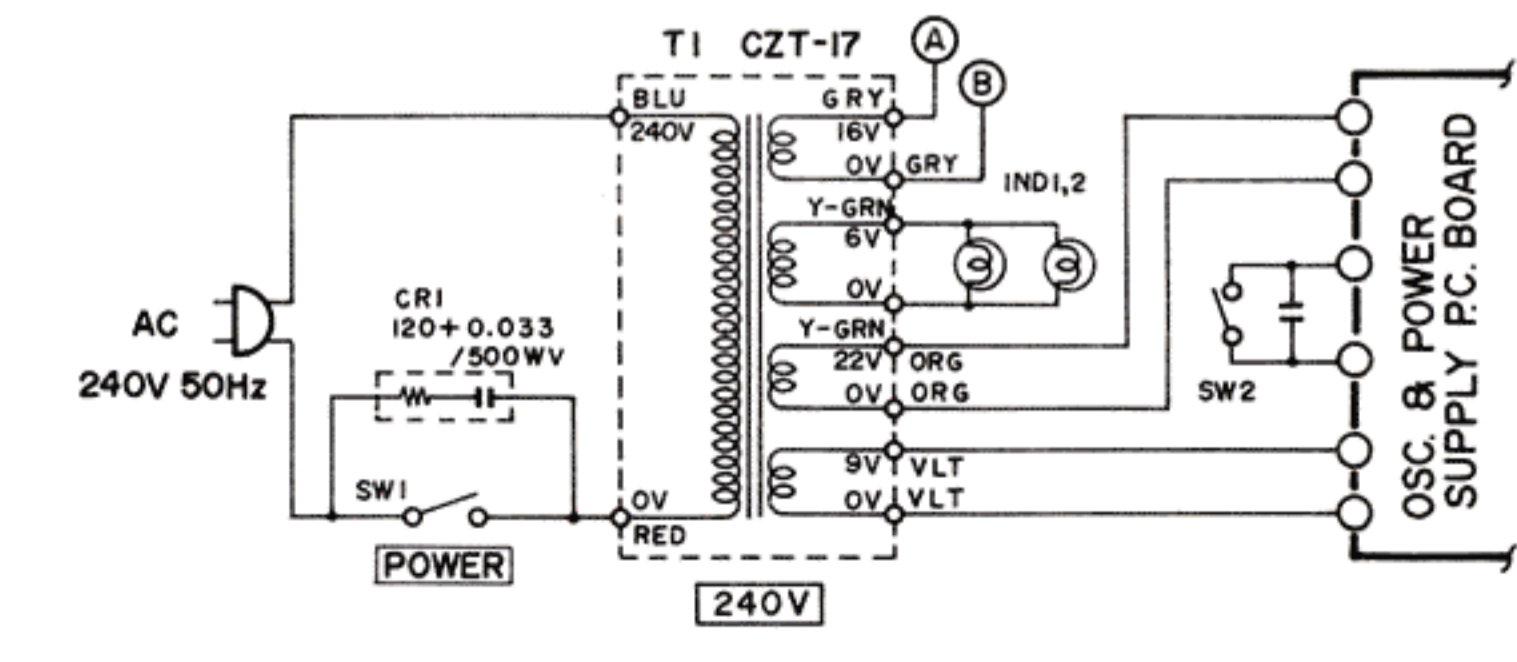 T1 CZT-17
A
B
BLU
240V
GRY
16V
0V GRY
IND1,2
Y-GRN
6V
0V
AC
240V 50Hz
CR1
120+0.033
/500WV
Y-GRN
22V ORG
0V ORG
SW2
9V VLT
0V VLT
SW1
0V
RED
POWER
240V
OSC. & POWER
SUPPLY P.C. BOARD